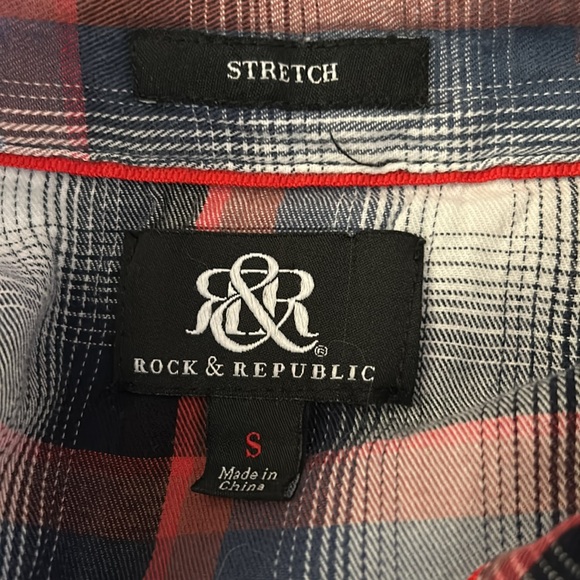 STRETCH
R&R
®
ROCK & REPUBLIC
S
Made in
China